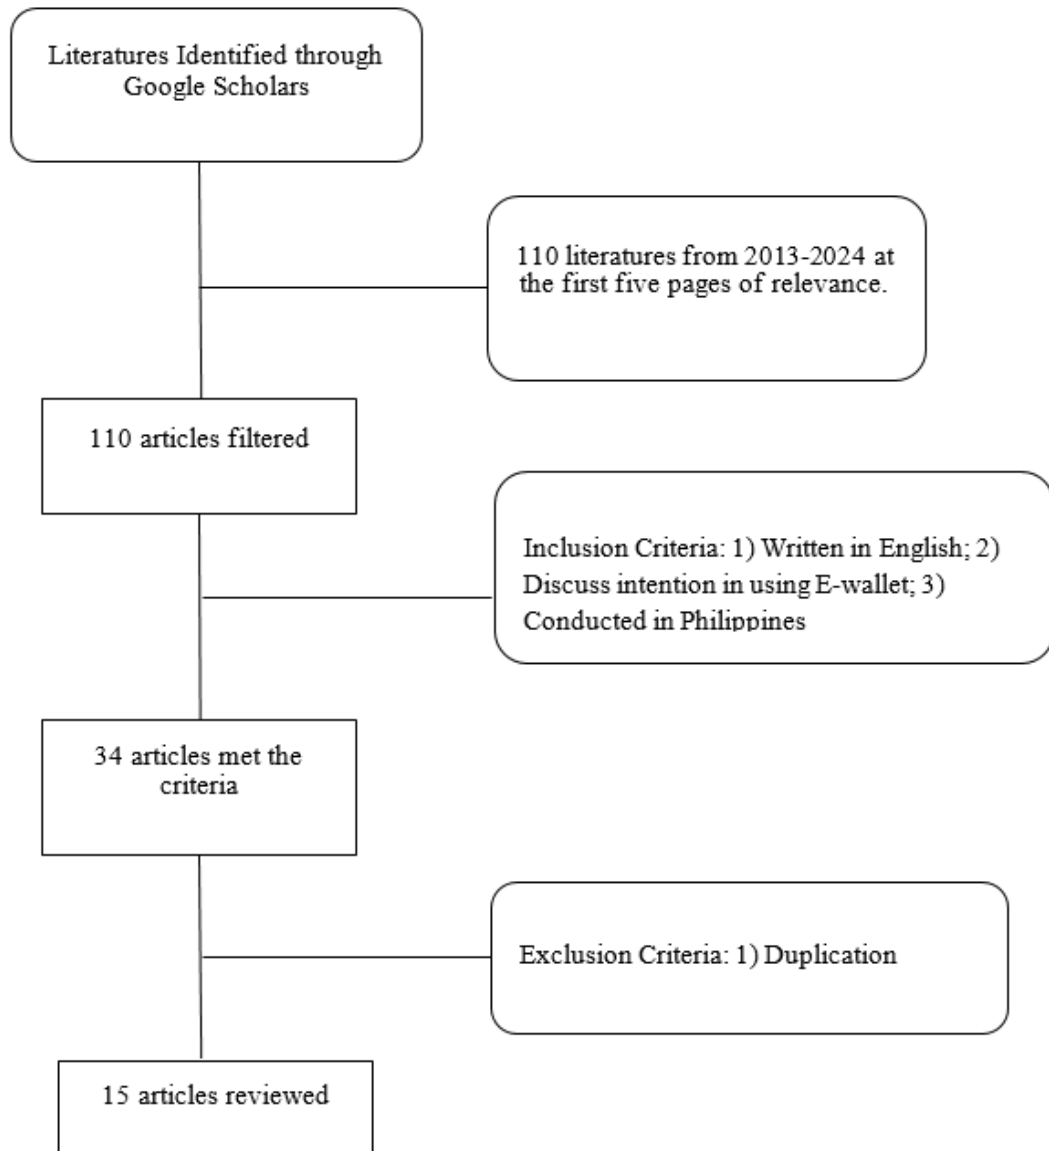 Literatures Identified through
Google Scholars
110 literatures from 2013-2024 at
the first five pages of relevance.
110 articles filtered
Inclusion Criteria: 1) Written in English; 2)
Discuss intention in using E-wallet; 3)
Conducted in Philippines
34 articles met the
criteria
Exclusion Criteria: 1) Duplication
15 articles reviewed